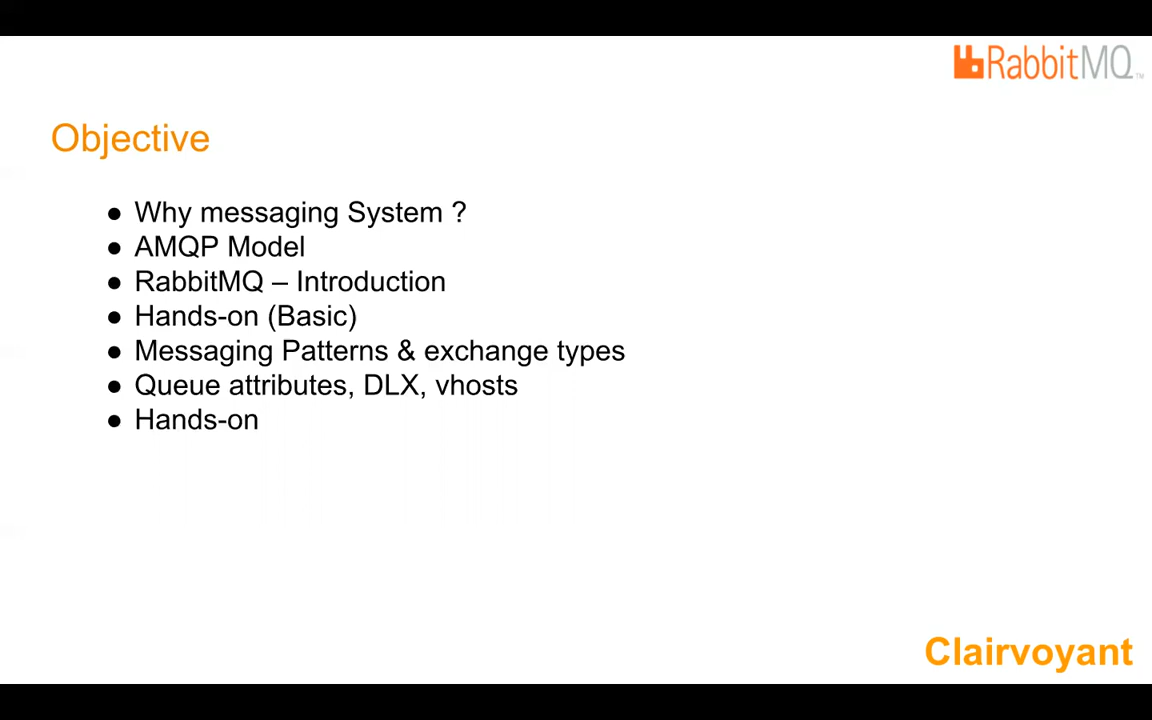 RabbitMQ™
Objective
● Why messaging System ?
● AMQP Model
● RabbitMQ – Introduction
● Hands-on (Basic)
● Messaging Patterns & exchange types
● Queue attributes, DLX, vhosts
● Hands-on
Clairvoyant